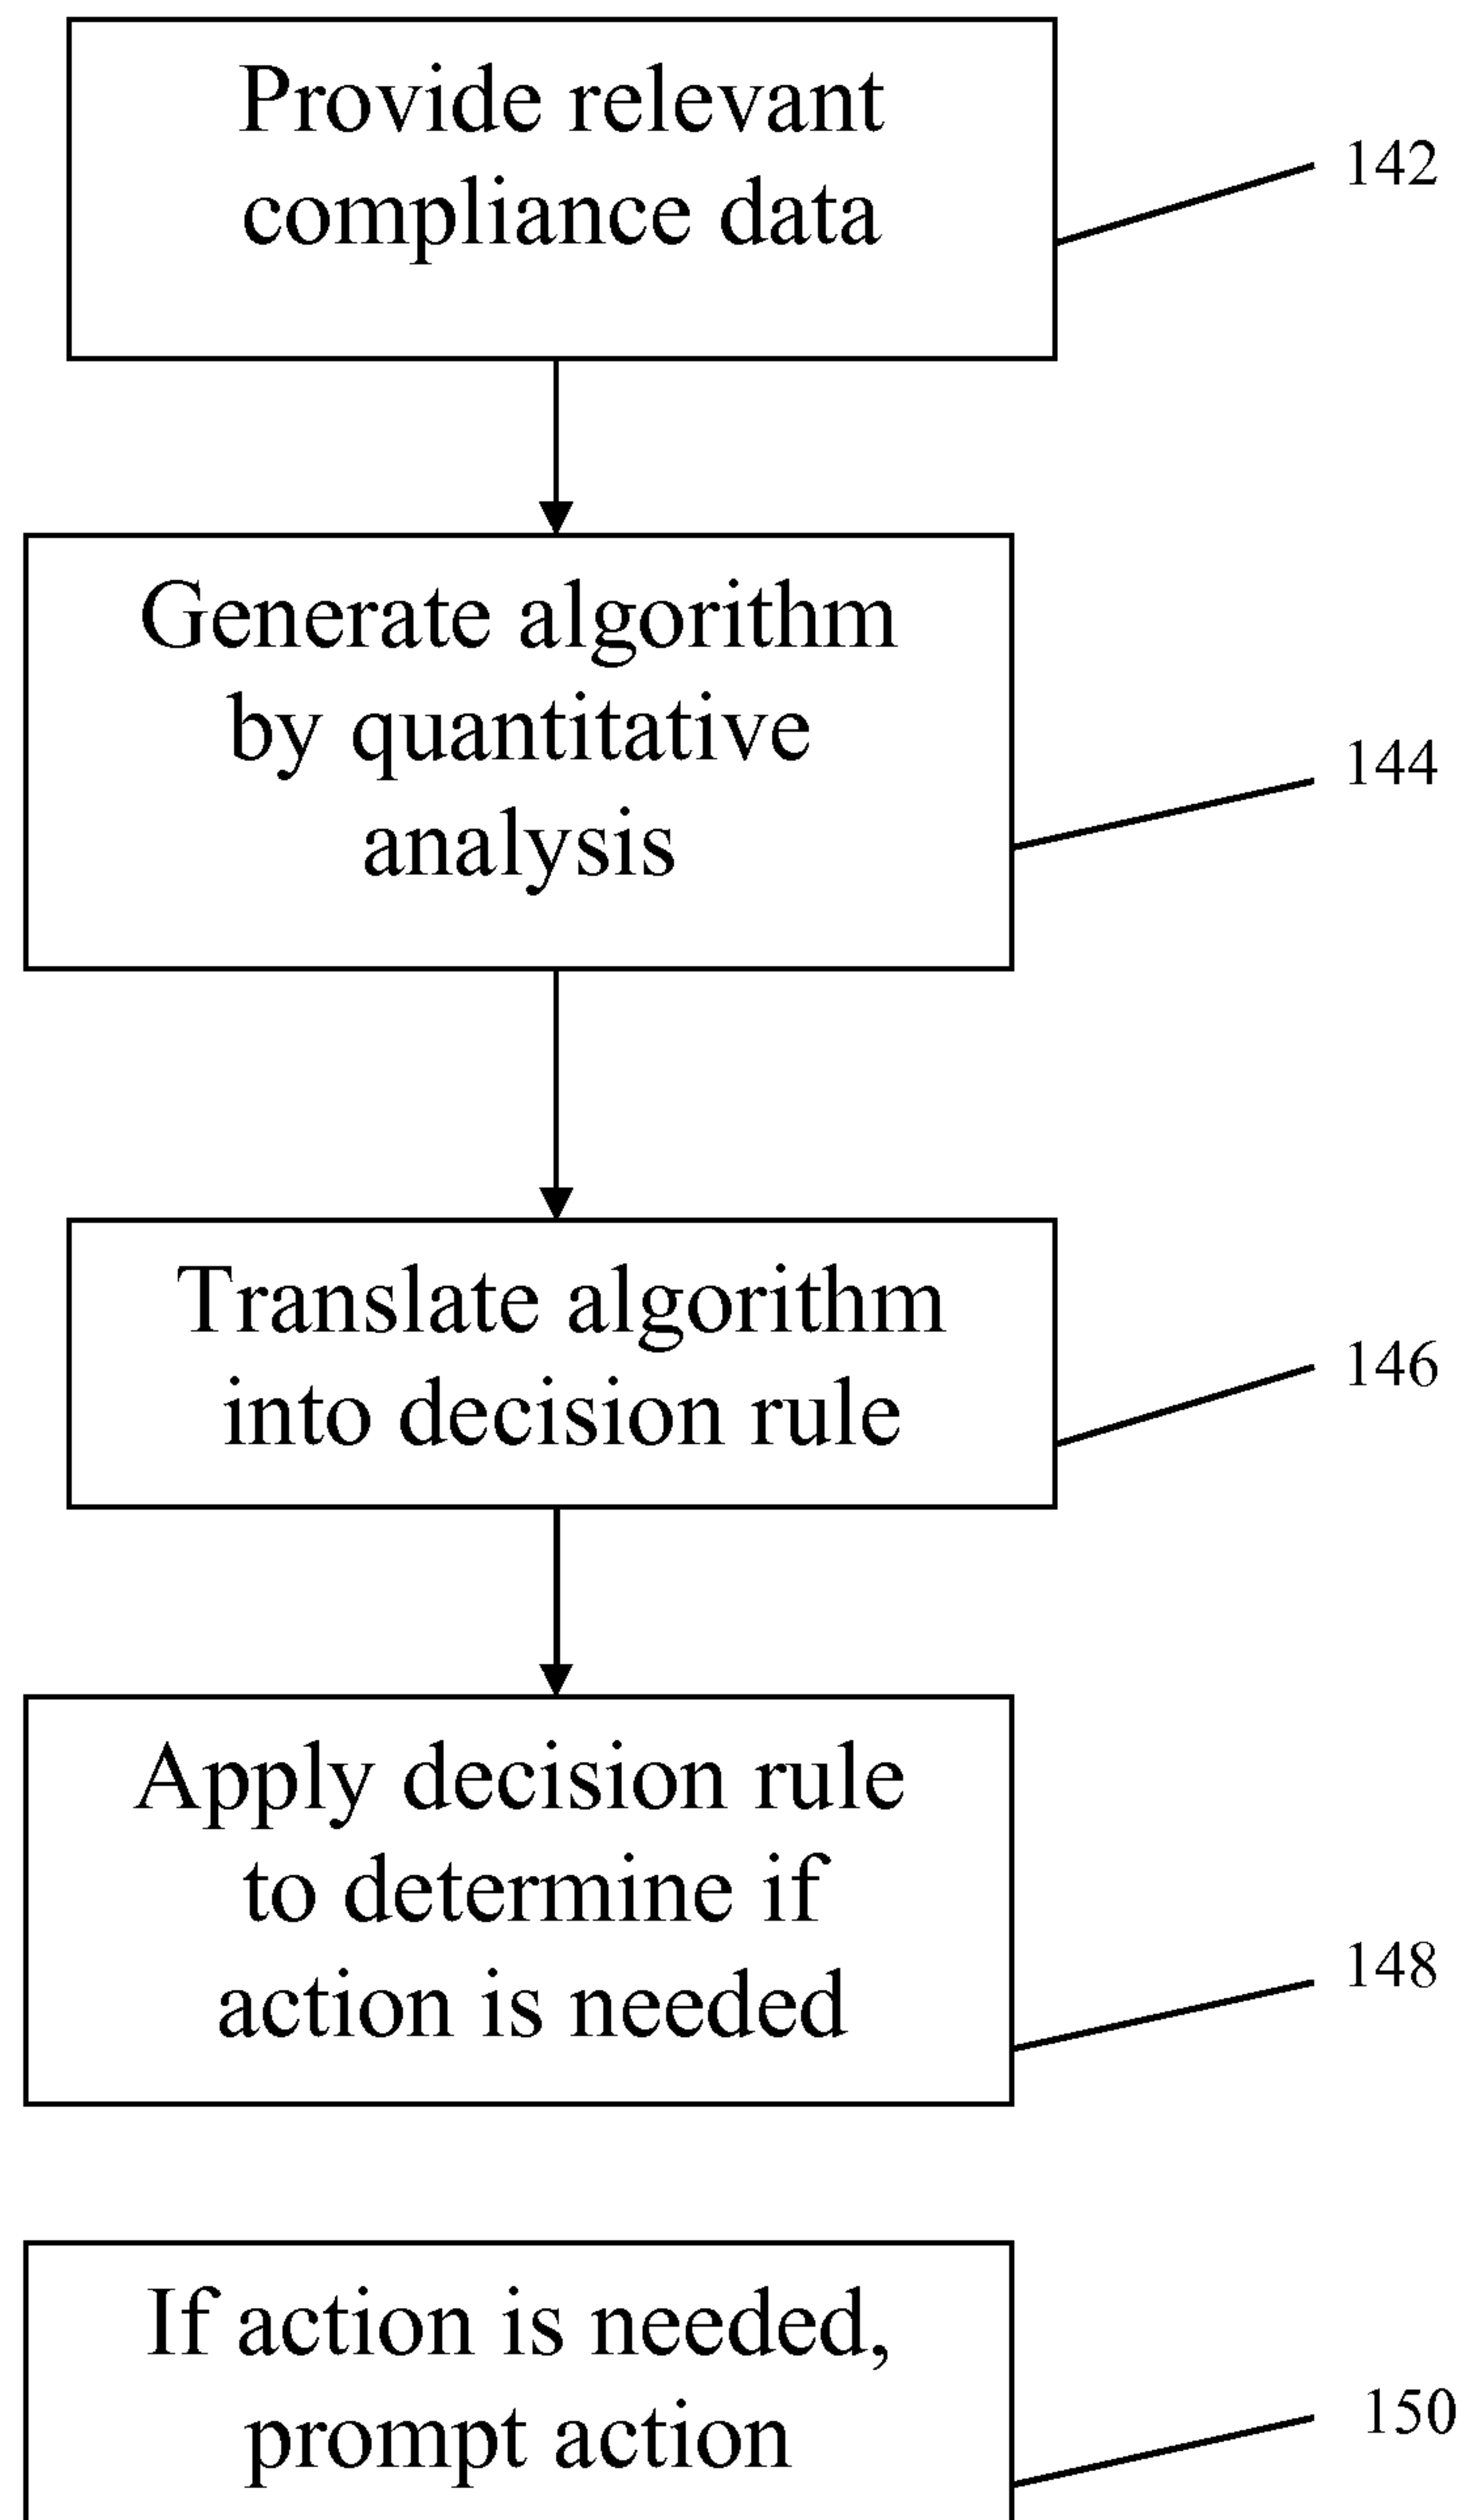 Provide relevant
compliance data
142
Generate algorithm
by quantitative
analysis
144
Translate algorithm
into decision rule
146
Apply decision rule
to determine if
action is needed
148
If action is needed,
prompt action
150